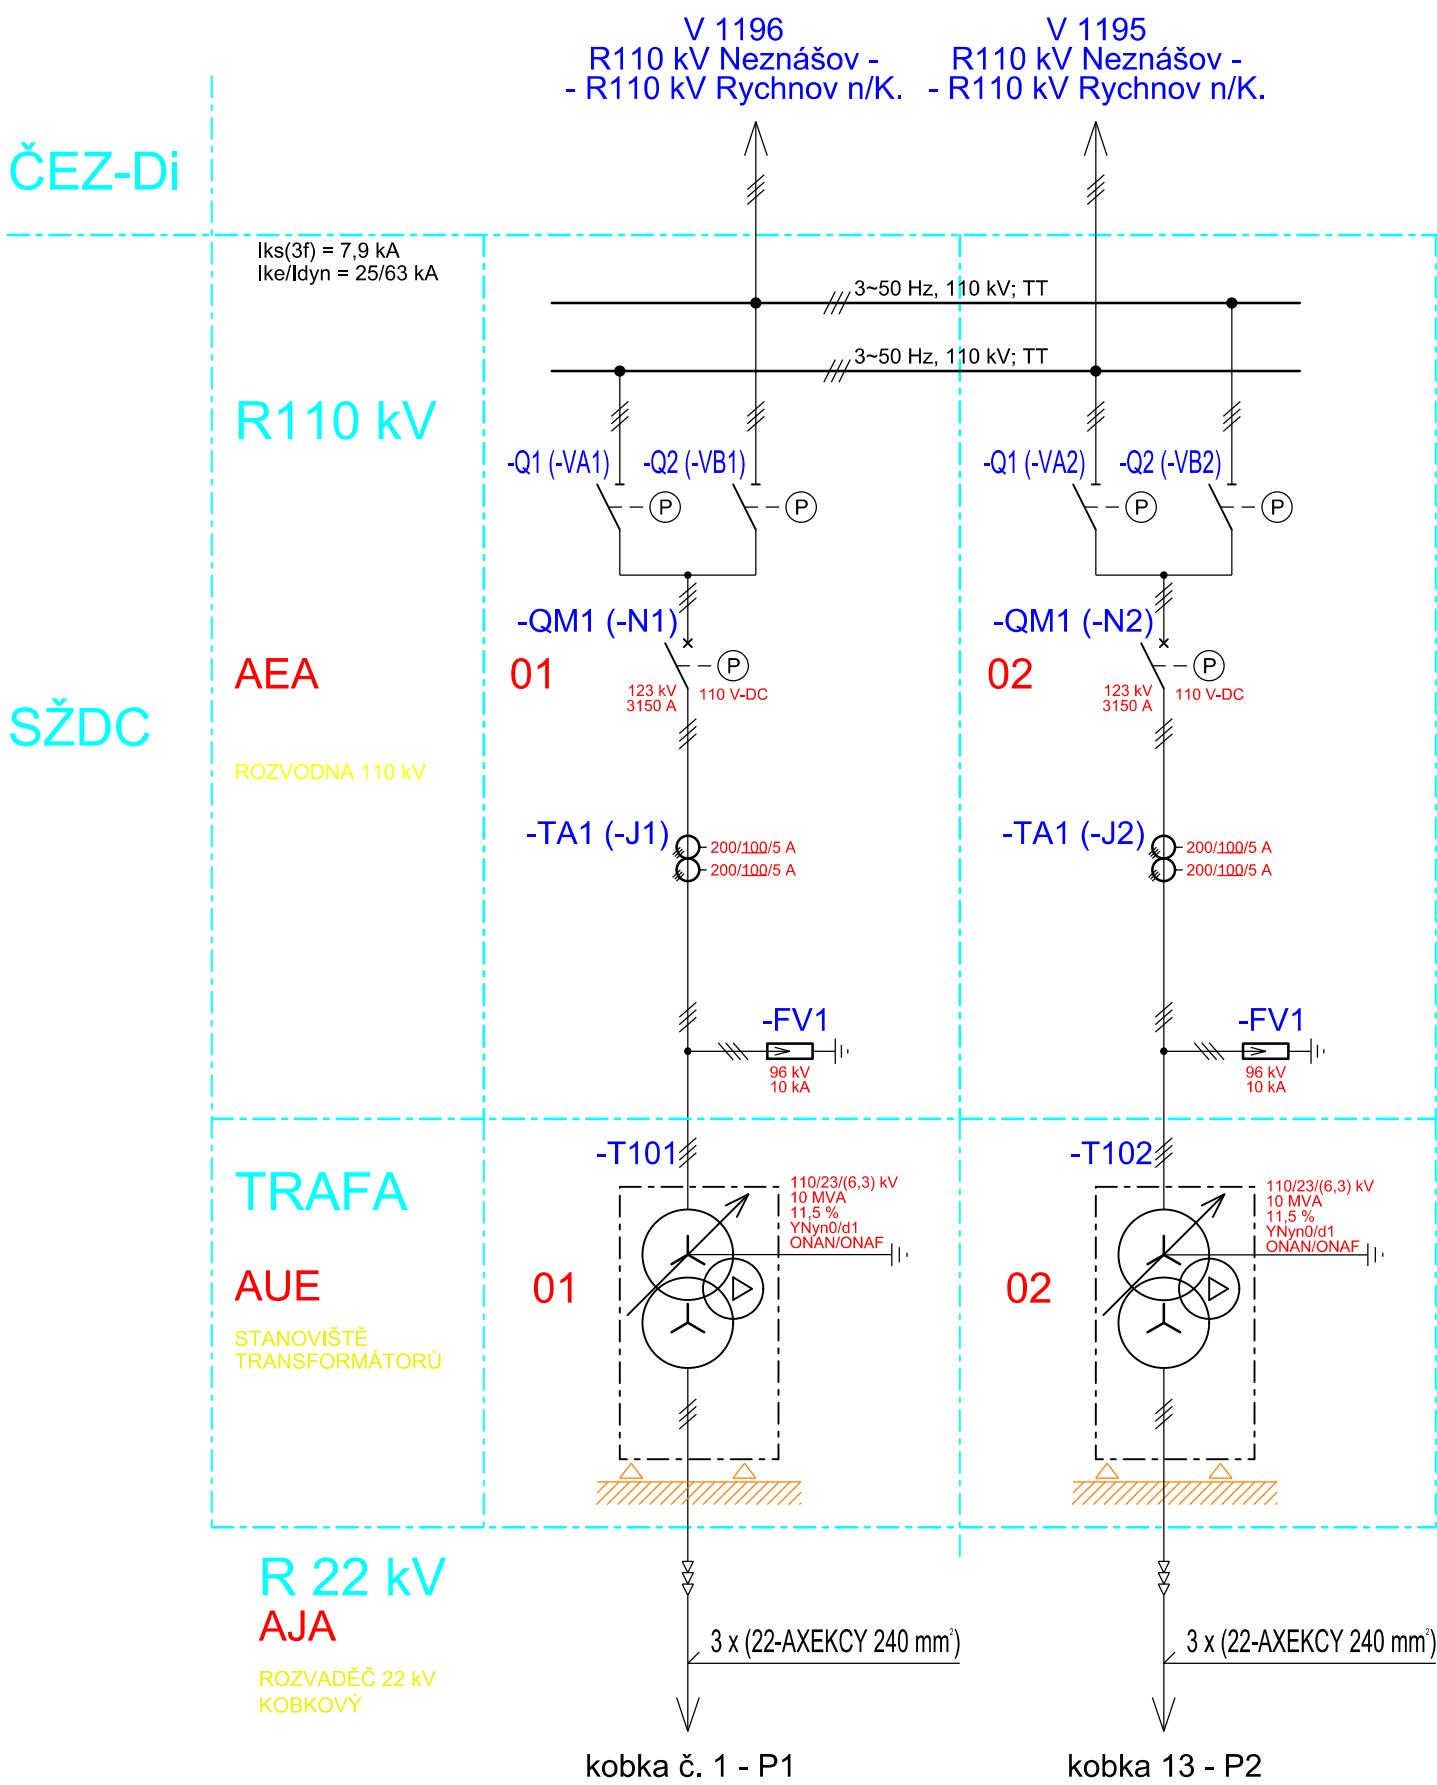 V 1196
R110 kV Neznášov -
- R110 kV Rychnov n/K.
V 1195
R110 kV Neznášov -
- R110 kV Rychnov n/K.
ČEZ-Di
Iks(3f) = 7,9 kA
Ike/Idyn = 25/63 kA
3~50 Hz, 110 kV; TT
3~50 Hz, 110 kV; TT
R110 kV
-Q1 (-VA1)
-Q2 (-VB1)
-Q1 (-VA2)
-Q2 (-VB2)
P
P
P
P
-QM1 (-N1)
-QM1 (-N2)
SŽDC
AEA
01
P
123 kV
3150 A
110 V-DC
02
P
123 kV
3150 A
110 V-DC
ROZVODNA 110 kV
-TA1 (-J1)
200/100/5 A
200/100/5 A
-TA1 (-J2)
200/100/5 A
200/100/5 A
-FV1
96 kV
10 kA
-FV1
96 kV
10 kA
TRAFA
-T101
110/23/(6,3) kV
10 MVA
11,5 %
YNyn0/d1
ONAN/ONAF
-T102
110/23/(6,3) kV
10 MVA
11,5 %
YNyn0/d1
ONAN/ONAF
AUE
01
02
STANOVIŠTĚ
TRANSFORMÁTORŮ
R 22 kV
AJA
3 x (22-AXEKCY 240 mm²)
3 x (22-AXEKCY 240 mm²)
ROZVADĚČ 22 kV
KOBKOVÝ
kobka č. 1 - P1
kobka 13 - P2